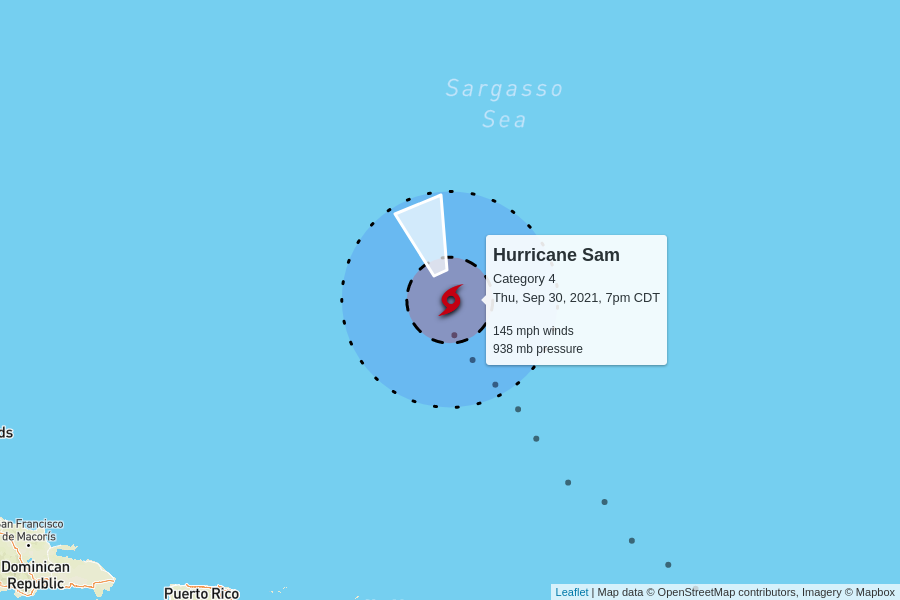 Sargasso
Sea
Hurricane Sam
Category 4
Thu, Sep 30, 2021, 7pm CDT
145 mph winds
938 mb pressure
ds
an Francisco
de Macorís
Dominican
Republic
Puerto Rico
Leaflet | Map data © OpenStreetMap contributors, Imagery © Mapbox